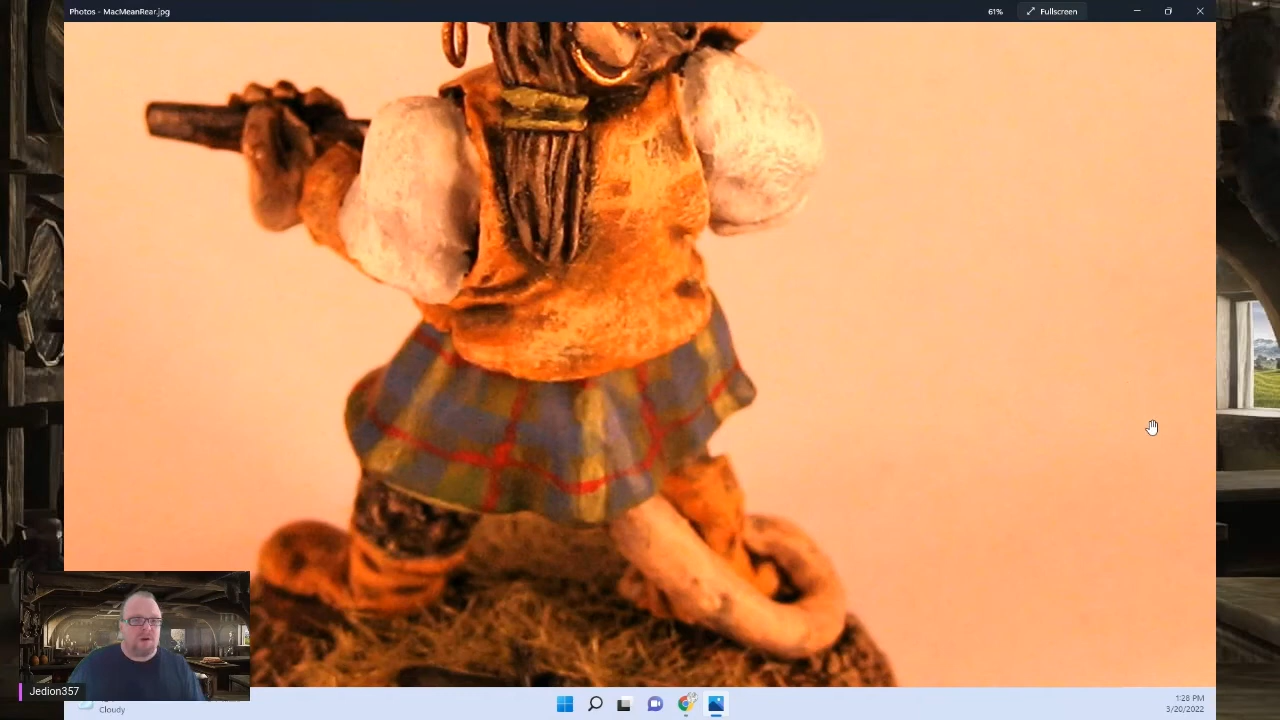 Photos - MacMeanRear.jpg
61%
Fullscreen
Jedion357
Cloudy
1:28 PM
3/20/2022